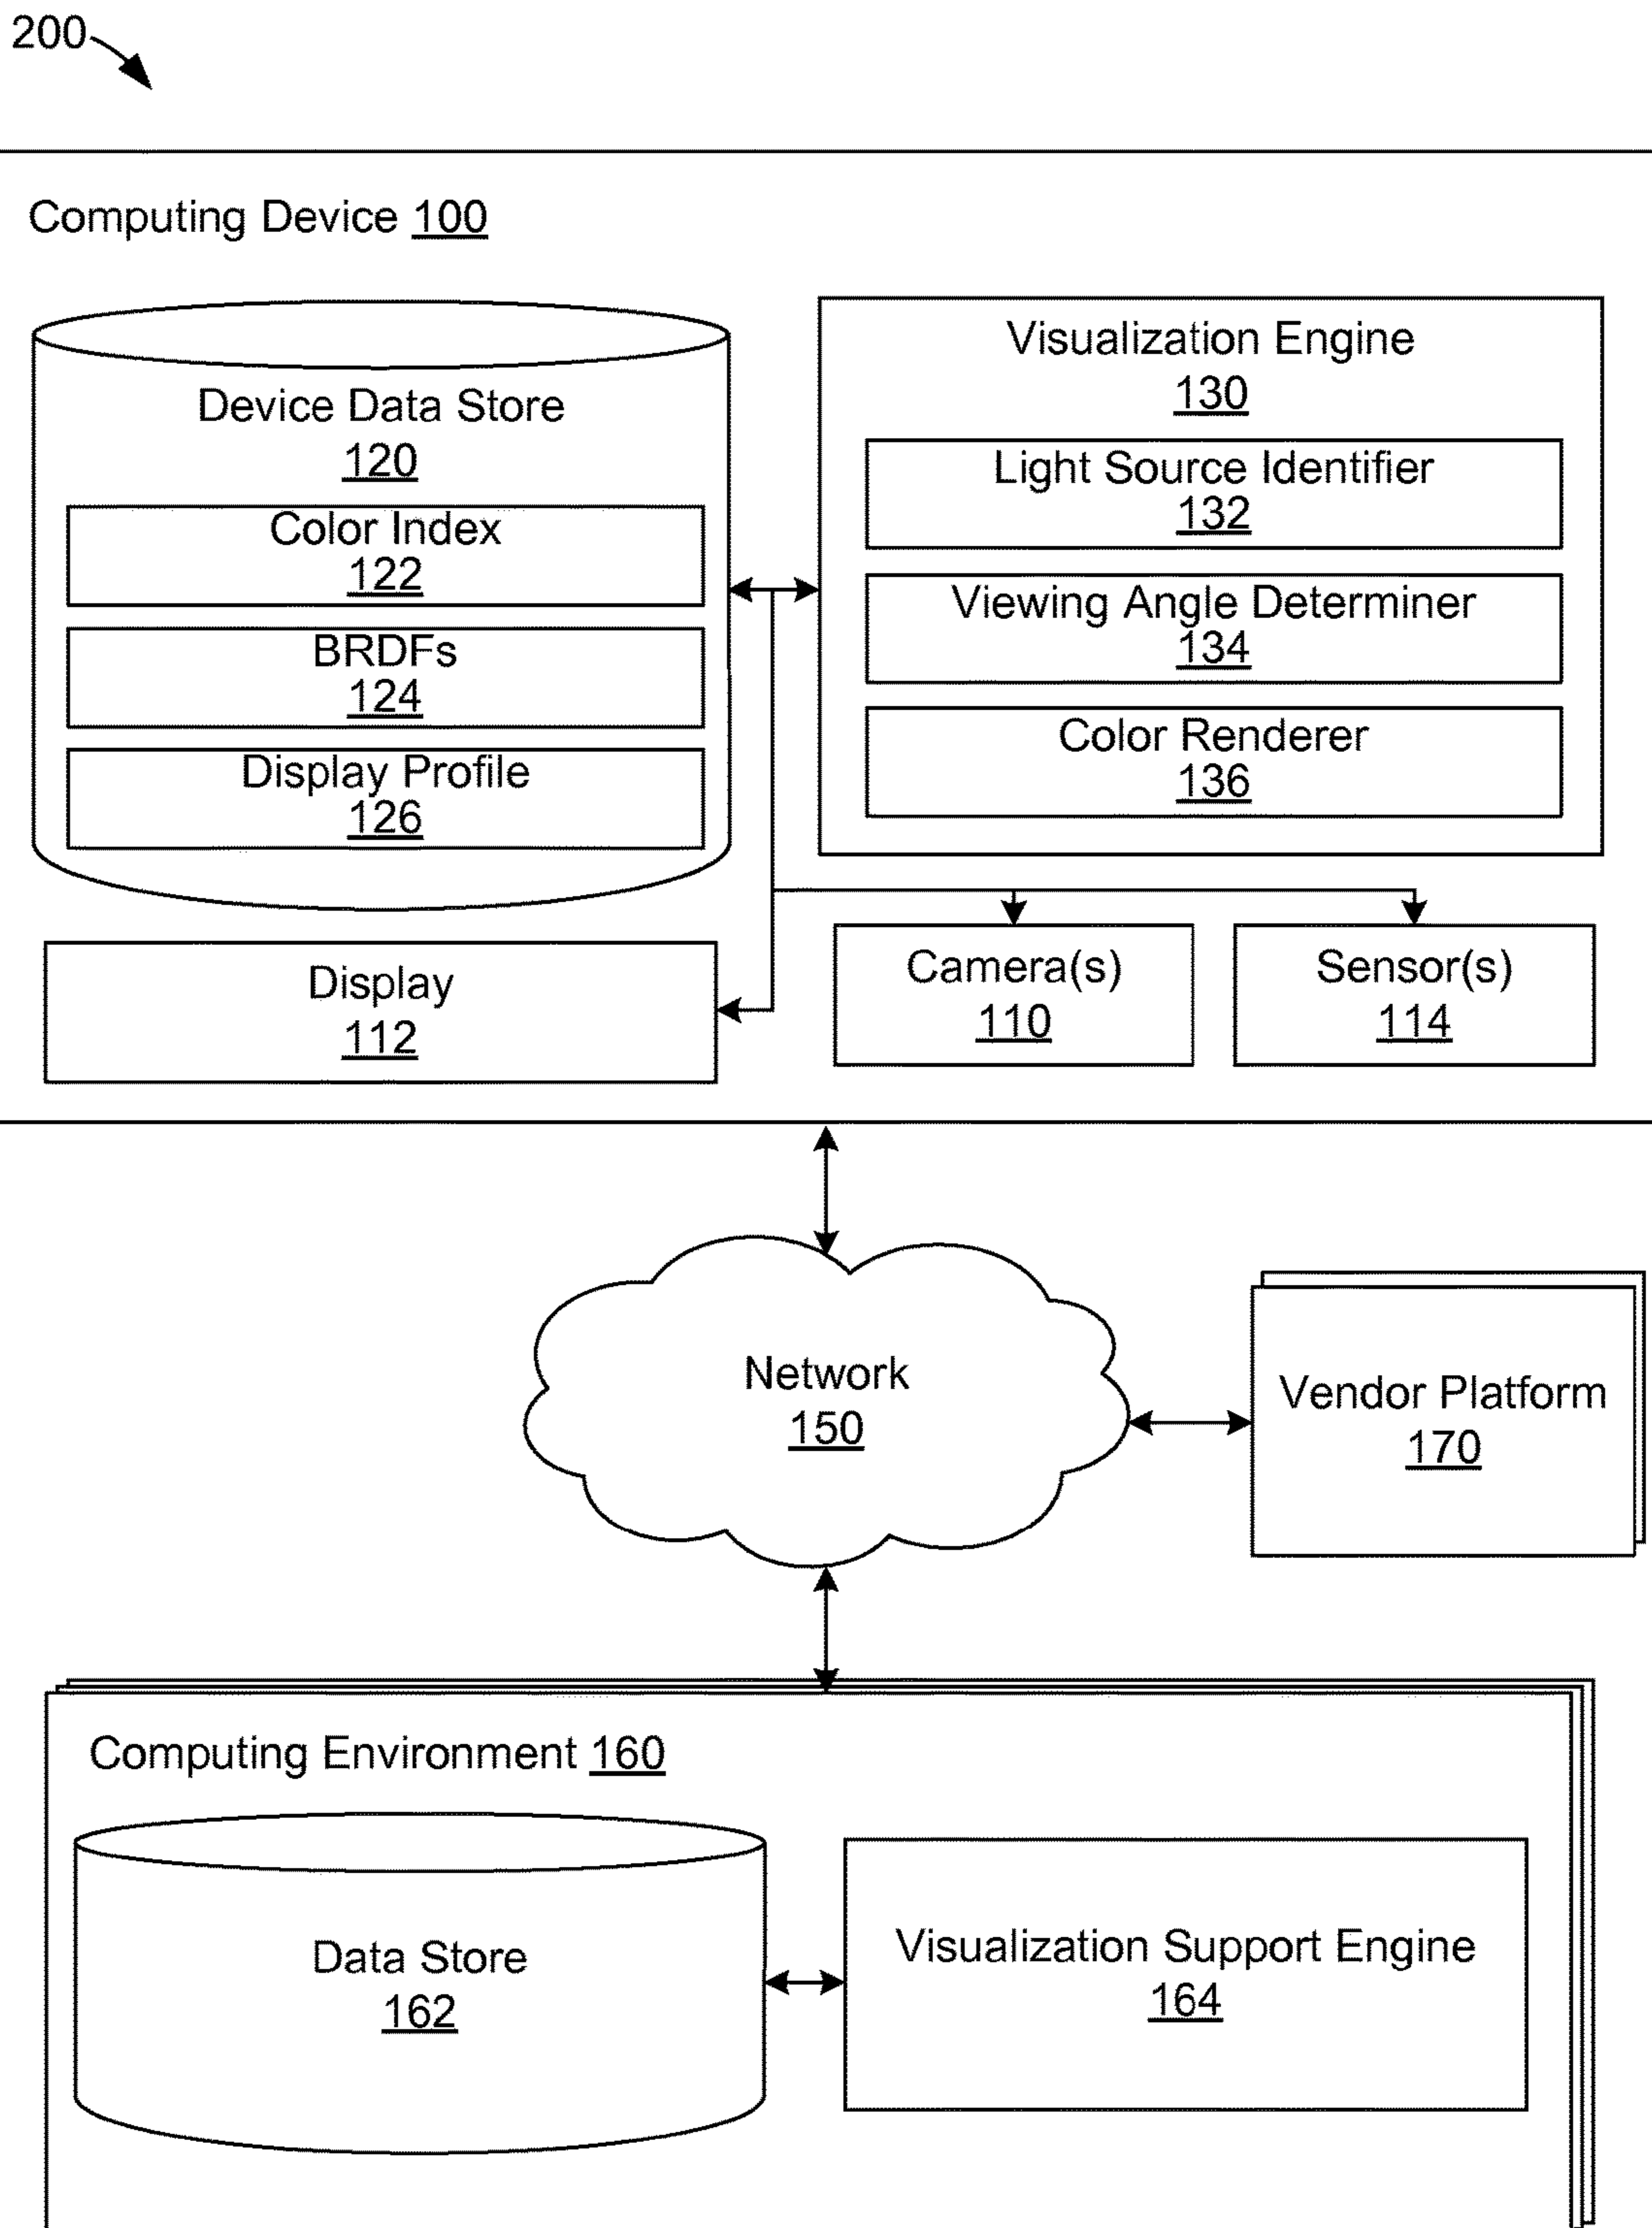 200
Computing Device 100
Device Data Store
120
Color Index
122
BRDFs
124
Display Profile
126
Visualization Engine
130
Light Source Identifier
132
Viewing Angle Determiner
134
Color Renderer
136
Display
112
Camera(s)
110
Sensor(s)
114
Network
150
Vendor Platform
170
Computing Environment 160
Data Store
162
Visualization Support Engine
164